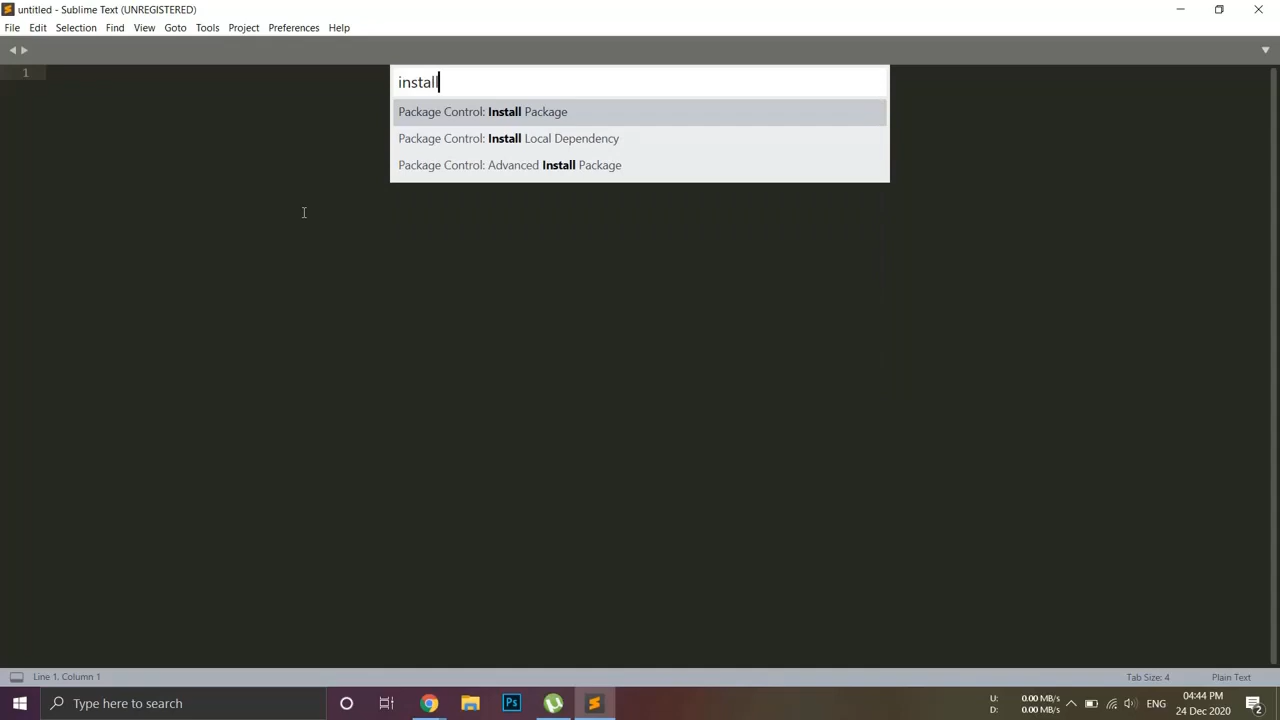 untitled - Sublime Text (UNREGISTERED)
File Edit Selection Find View Goto Tools Project Preferences Help
1
install
Package Control: Install Package
Package Control: Install Local Dependency
Package Control: Advanced Install Package
Line 1, Column 1
Tab Size: 4
Plain Text
Type here to search
Ps
U: 0.00 MB/s
D: 0.00 MB/s
ENG
04:44 PM
24 Dec 2020
2